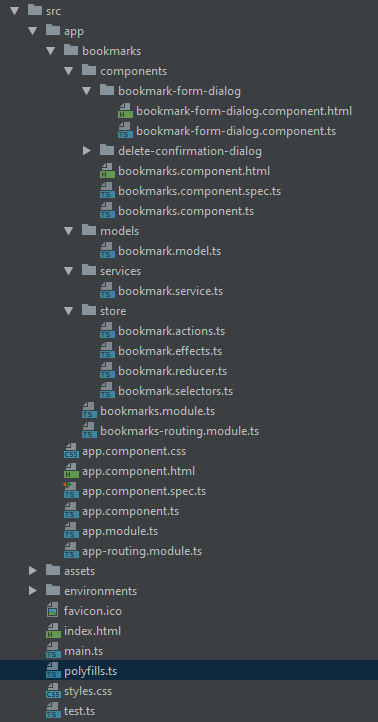 src
app
bookmarks
components
bookmark-form-dialog
bookmark-form-dialog.component.html
bookmark-form-dialog.component.ts
delete-confirmation-dialog
bookmarks.component.html
bookmarks.component.spec.ts
bookmarks.component.ts
models
bookmark.model.ts
services
bookmark.service.ts
store
bookmark.actions.ts
bookmark.effects.ts
bookmark.reducer.ts
bookmark.selectors.ts
bookmarks.module.ts
bookmarks-routing.module.ts
app.component.css
app.component.html
app.component.spec.ts
app.component.ts
app.module.ts
app-routing.module.ts
assets
environments
favicon.ico
index.html
main.ts
polyfills.ts
styles.css
test.ts